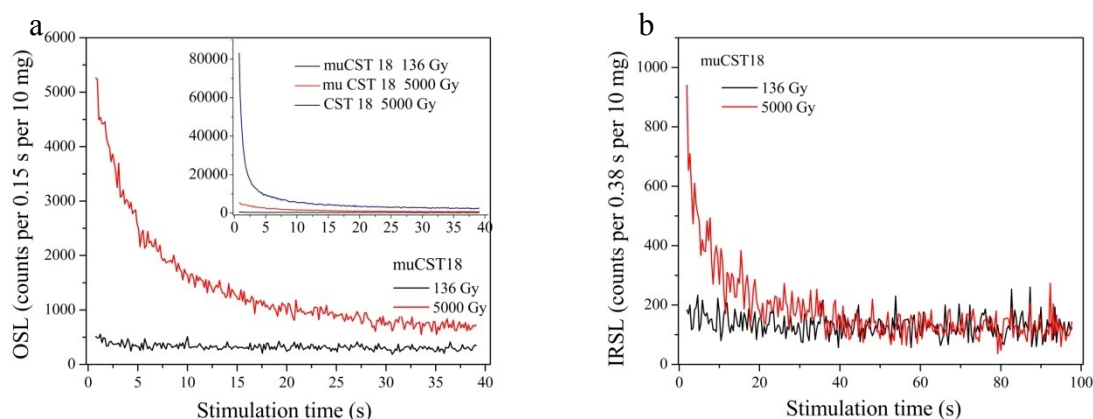 a
OSL (counts per 0.15 s per 10 mg)
6000
5000
4000
3000
2000
1000
0
80000
60000
40000
20000
0
muCST 18 136 Gy
mu CST 18 5000 Gy
CST 18 5000 Gy
0 5 10 15 20 25 30 35 40
muCST18
136 Gy
5000 Gy
0 5 10 15 20 25 30 35 40
Stimulation time (s)
b
IRSL (counts per 0.38 s per 10 mg)
1000
800
600
400
200
0
muCST18
136 Gy
5000 Gy
0 20 40 60 80 100
Stimulation time (s)